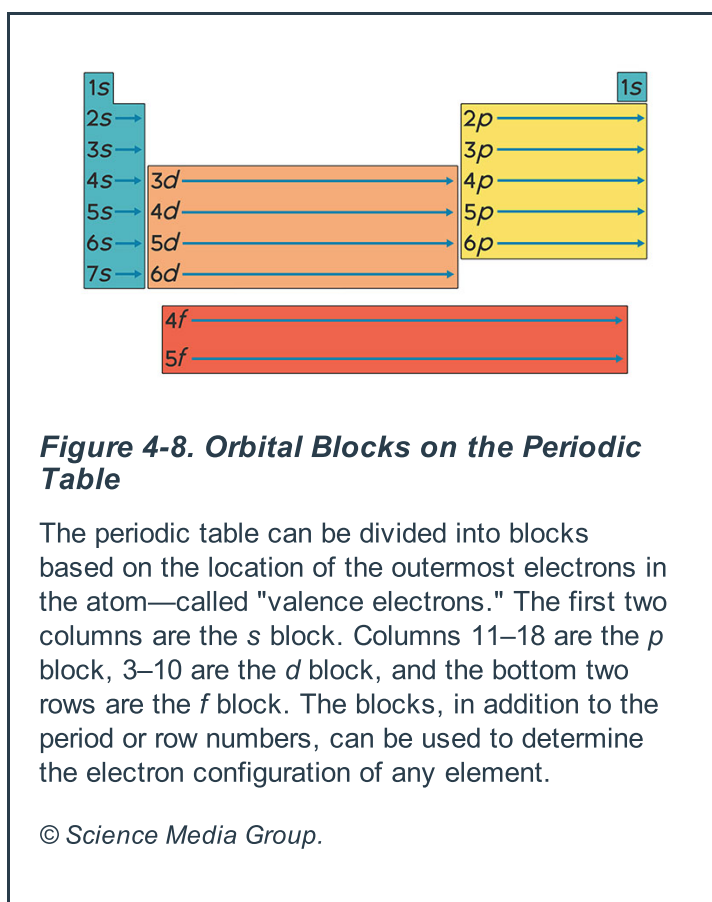 1s 1s
2s 2p
3s 3p
4s 3d 4p
5s 4d 5p
6s 5d 6p
7s 6d
4f
5f
Figure 4-8. Orbital Blocks on the Periodic
Table
The periodic table can be divided into blocks
based on the location of the outermost electrons in
the atom—called "valence electrons." The first two
columns are the s block. Columns 11–18 are the p
block, 3–10 are the d block, and the bottom two
rows are the f block. The blocks, in addition to the
period or row numbers, can be used to determine
the electron configuration of any element.
© Science Media Group.